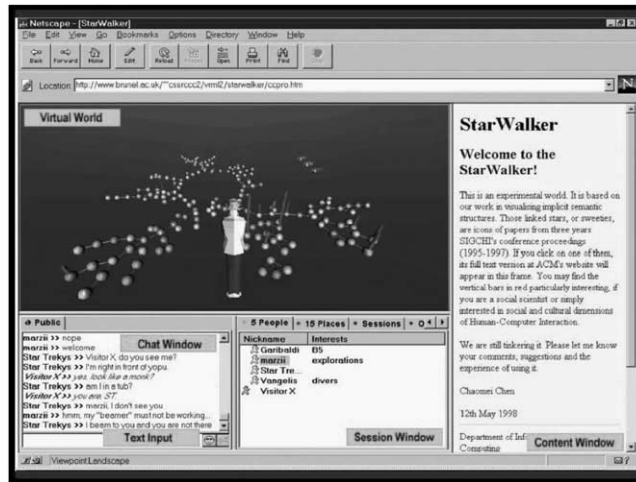 Netscape - [StarWalker]
File Edit View Go Bookmarks Options Directory Window Help
Back Forward Home Edit Reload Open Print Find
Location: http://www.brunel.ac.uk/~cssrccc2/vrml2/starwalker/ccpro.htm
Virtual World
StarWalker
Welcome to the
StarWalker!
This is an experimental world. It is based
on our work in visualising implicit semantic
structures. Those linked stars, or sweeties,
are icons of papers from three years
SIGCHI's conference proceedings
(1995-1997). If you click on one of them,
its full text version at ACM's website will
appear in this frame. You may find the
vertical bars in red particularly interesting, if
you are a social scientist or simply
interested in social and cultural dimensions
of Human-Computer Interaction.
We are still tinkering it. Please let me know
your comments, suggestions and the
experience of using it.
Chaomei Chen
12th May 1998
Department of
Computing
Content Window
Public
marzii >> nope
marzii >> welcome
Star Trekys >> Visitor X, do you see me?
Star Trekys >> I'm right in front of yopu.
Visitor X >> yes, look like a monk?
Star Trekys >> am I in a tub?
Visitor X >> you are, ST.
Star Trekys >> marzii, I don't see you
marzii >> hmm, my "beamer" must not be working...
Star Trekys >> I beam to you and you are not there
Chat Window
Text Input
5 People 15 Places Sessions O
Nickname Interests
Garibaldi B5
marzii explorations
Star Tre...
Vangelis divers
Visitor X
Session Window
Viewpoint:Landscape